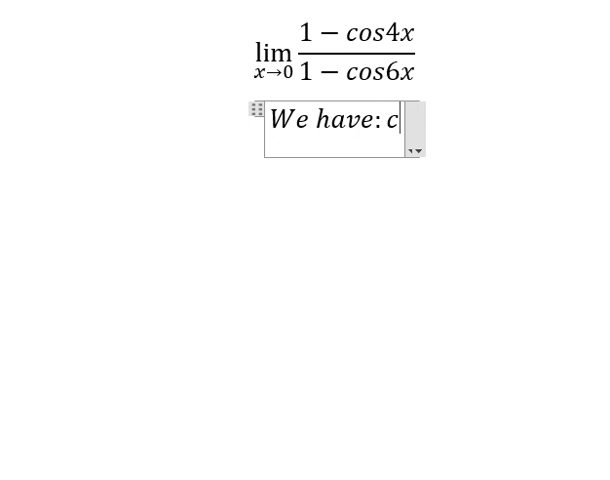 lim x→0 (1 − cos4x)/(1 − cos6x)
We have: c